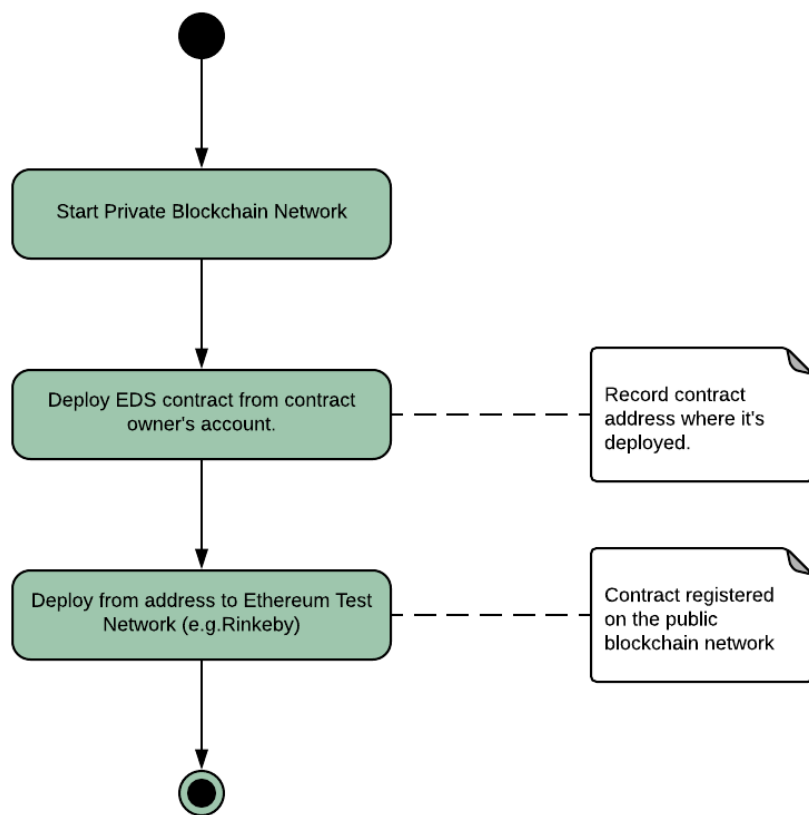 Start Private Blockchain Network
Deploy EDS contract from contract
owner's account.
Record contract
address where it's
deployed.
Deploy from address to Ethereum Test
Network (e.g.Rinkeby)
Contract registered
on the public
blockchain network